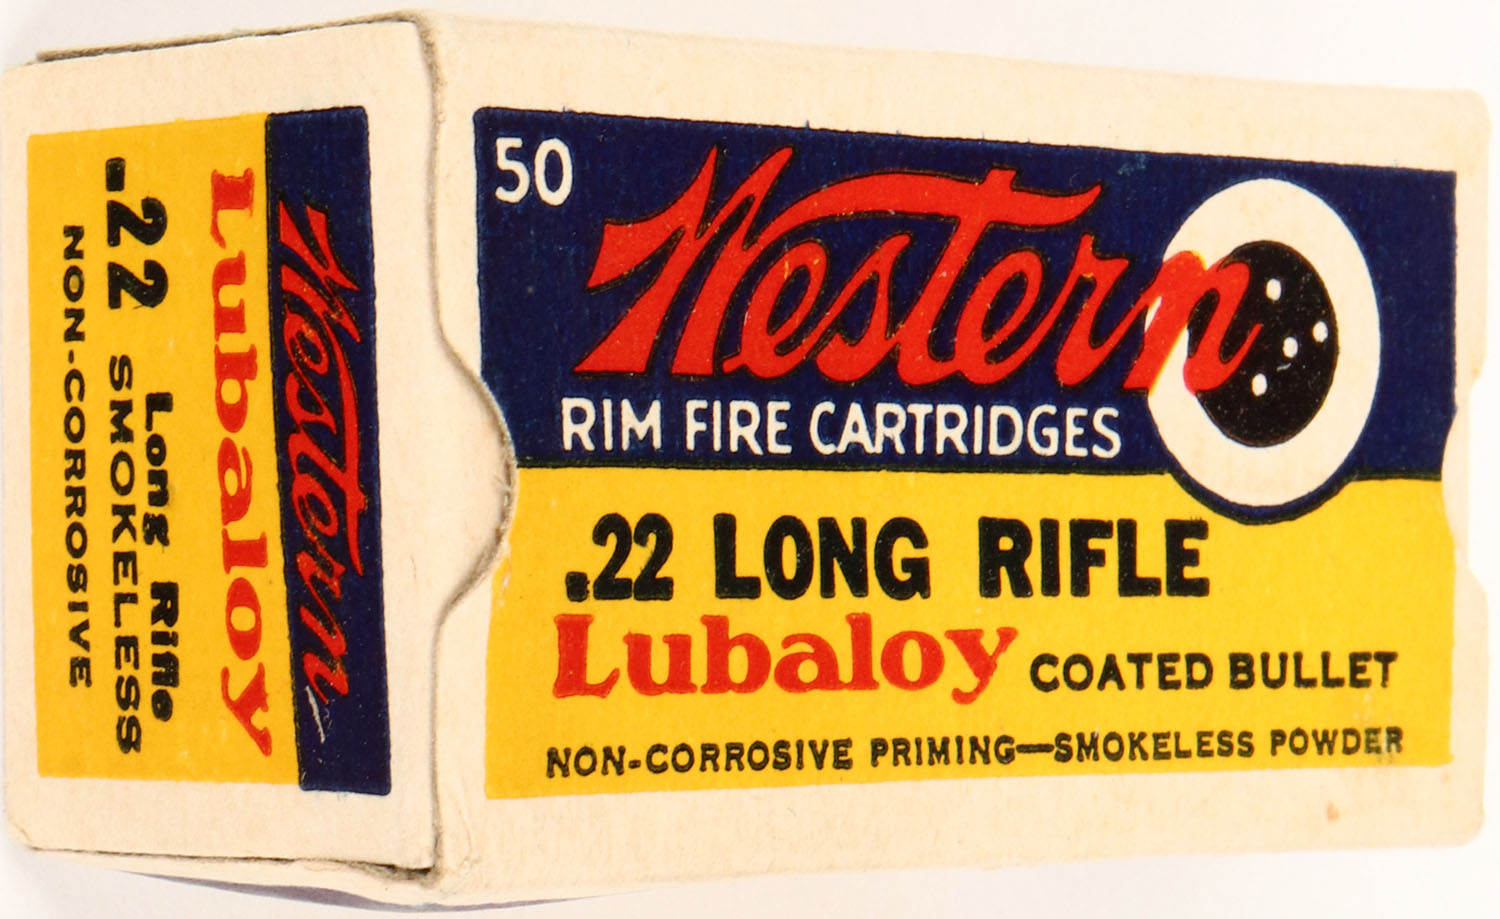 50
Western
RIM FIRE CARTRIDGES
.22 LONG RIFLE
Lubaloy COATED BULLET
NON-CORROSIVE PRIMING—SMOKELESS POWDER
Western
Lubaloy
.22 Long Rifle
SMOKELESS
NON-CORROSIVE